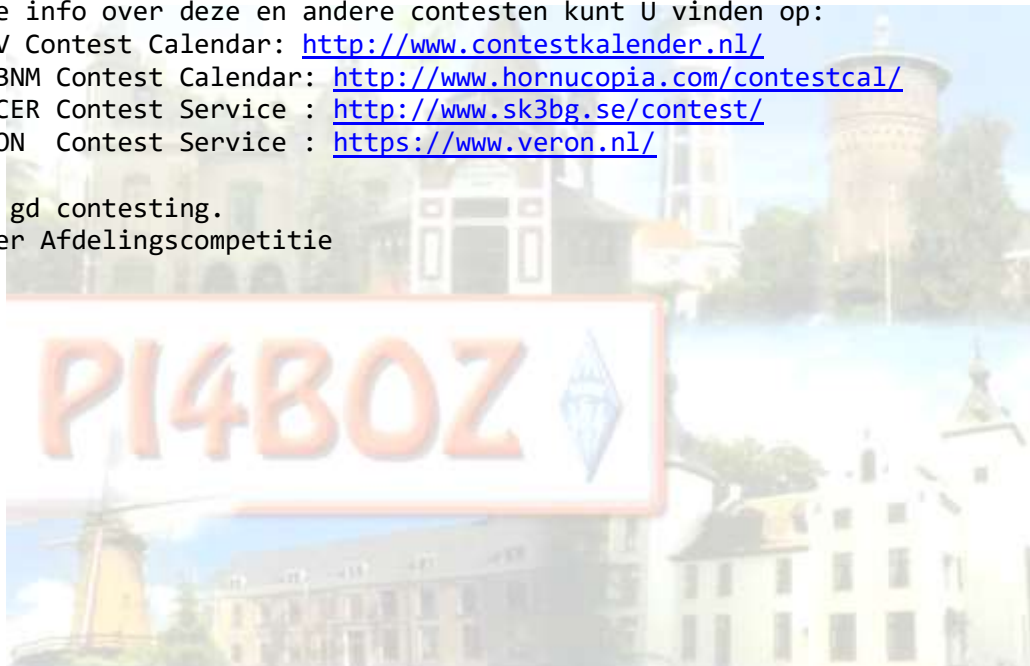 e info over deze en andere contesten kunt U vinden op:
V Contest Calendar: http://www.contestkalender.nl/
BNM Contest Calendar: http://www.hornucopia.com/contestcal/
CER Contest Service : http://www.sk3bg.se/contest/
ON  Contest Service : https://www.veron.nl/
gd contesting.
er Afdelingscompetitie
PI4BOZ